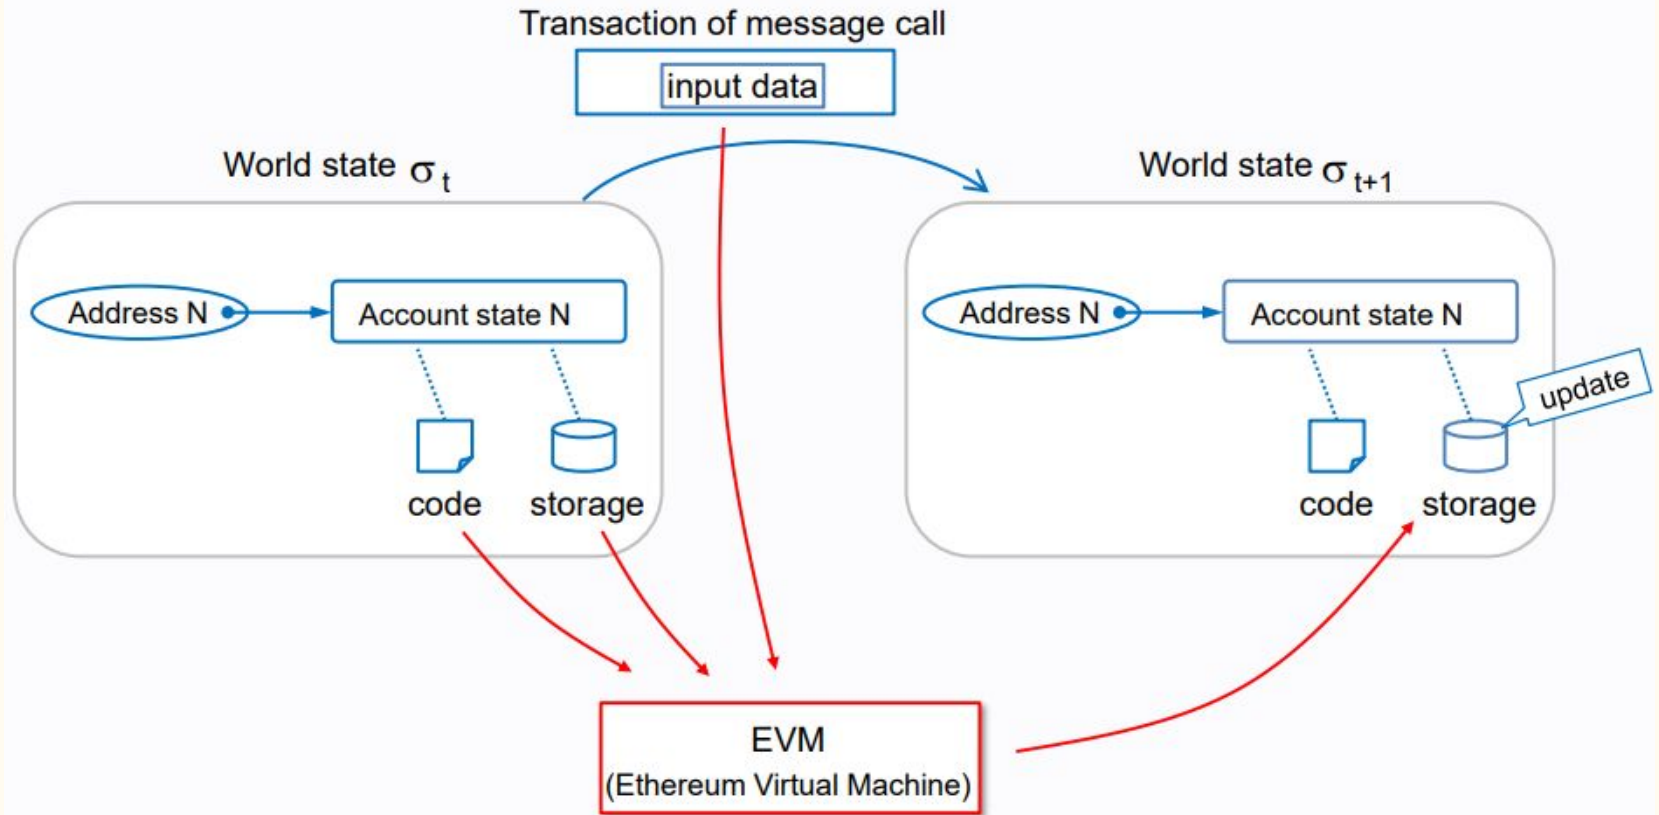 Transaction of message call
input data
World state σ t
World state σ t+1
Address N
Account state N
Address N
Account state N
update
code
storage
code
storage
EVM
(Ethereum Virtual Machine)